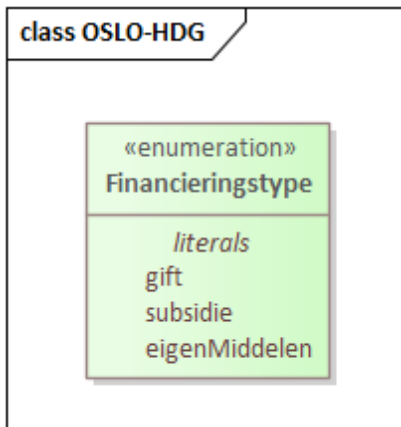 class OSLO-HDG
«enumeration»
Financieringstype
literals
gift
subsidie
eigenMiddelen